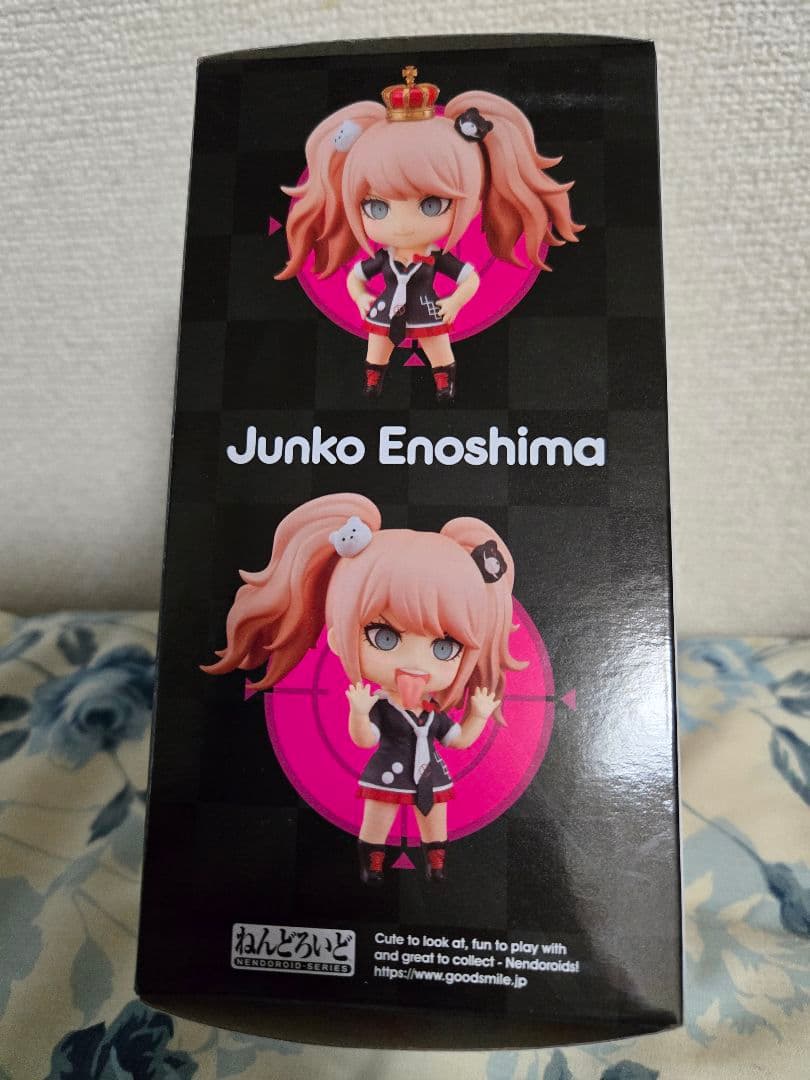 Junko Enoshima
ねんどろいど
NENDOROID-SERIES
Cute to look at, fun to play with
and great to collect - Nendoroids!
https://www.goodsmile.jp